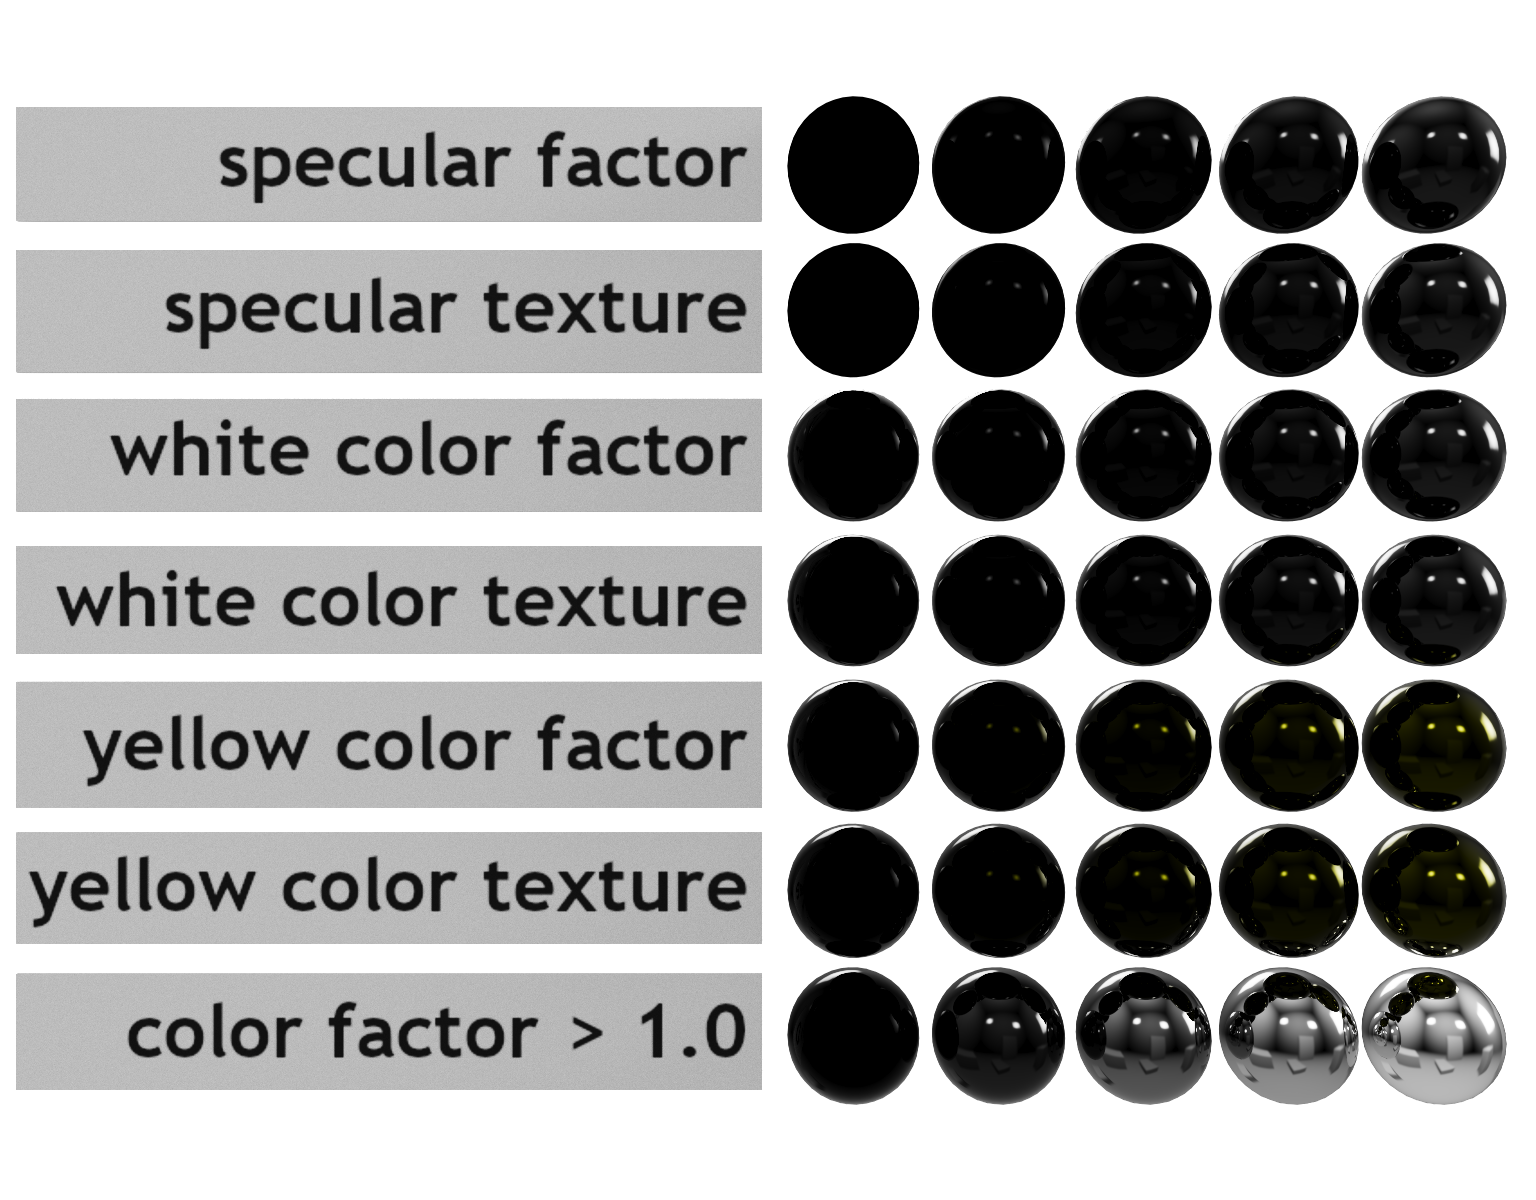 specular factor
specular texture
white color factor
white color texture
yellow color factor
yellow color texture
color factor > 1.0